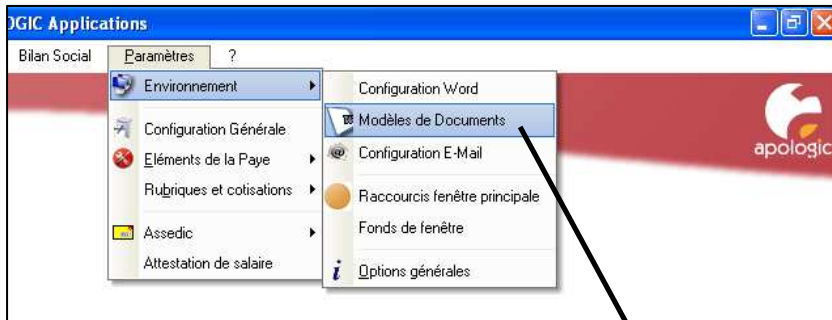 OGIC Applications
Bilan Social Paramètres ?
Environnement
Configuration Générale
Eléments de la Paye
Rubriques et cotisations
Assedic
Attestation de salaire
Configuration Word
Modèles de Documents
Configuration E-Mail
Raccourcis fenêtre principale
Fonds de fenêtre
Options générales
apologic